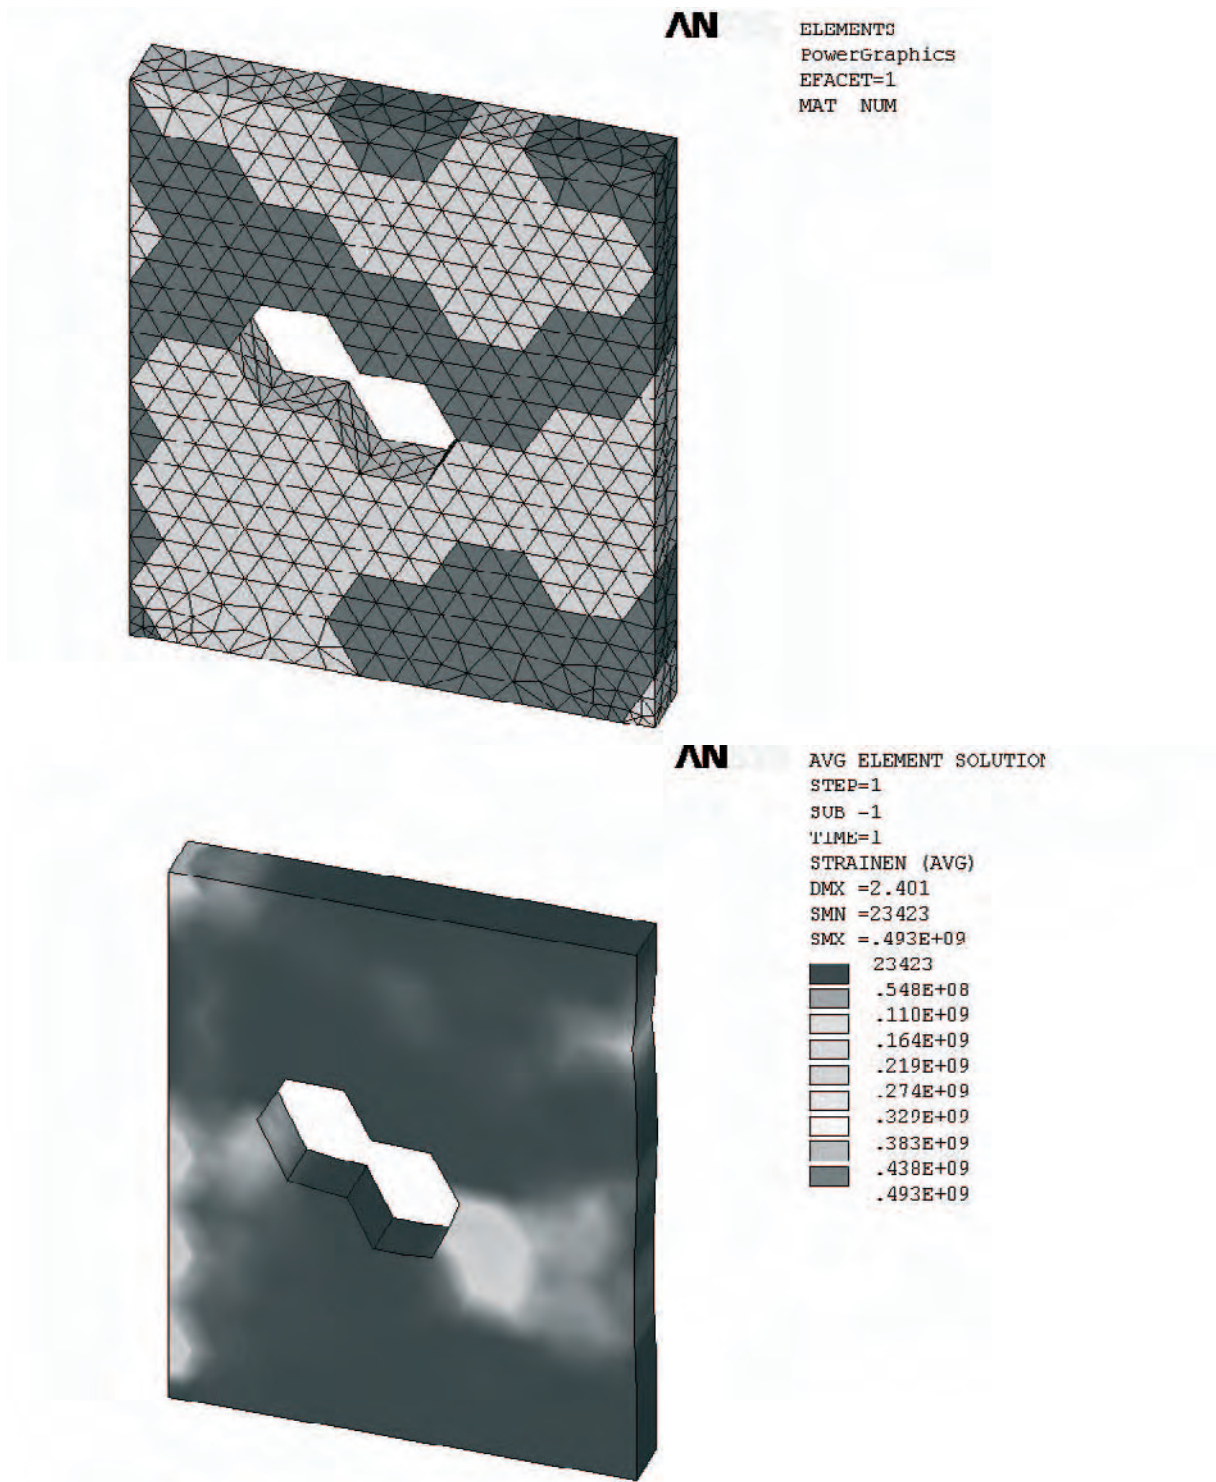 ΛN
ELEMENTS
PowerGraphics
EFACET=1
MAT NUM
ΛN
AVG ELEMENT SOLUTION
STEP=1
SUB -1
TIME=1
STRAINEN (AVG)
DMX =2.401
SMN =23423
SMX =.493E+09
23423
.548E+08
.110E+09
.164E+09
.219E+09
.274E+09
.329E+09
.383E+09
.438E+09
.493E+09